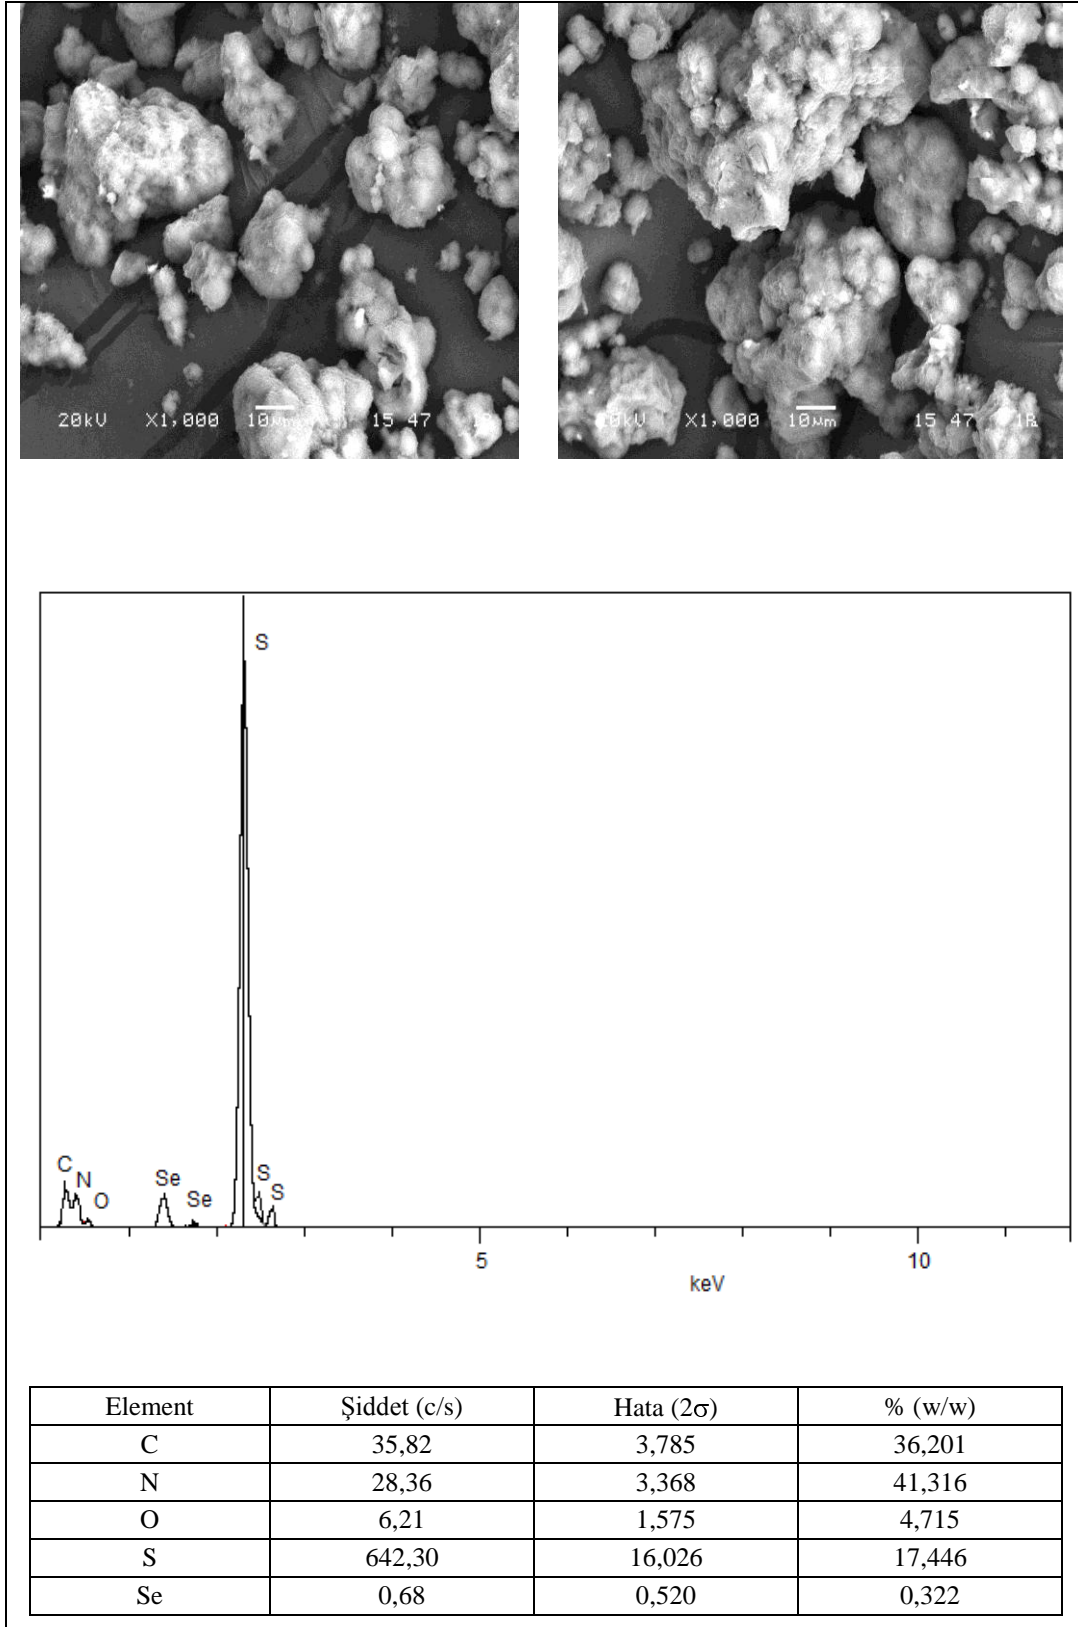 20kV X1,000 10µm 15 47
X1,000 10µm 15 47
S
C
N
O
Se
Se
S
S
5
10
keV
Element Şiddet (c/s) Hata (2σ) % (w/w)
C 35,82 3,785 36,201
N 28,36 3,368 41,316
O 6,21 1,575 4,715
S 642,30 16,026 17,446
Se 0,68 0,520 0,322